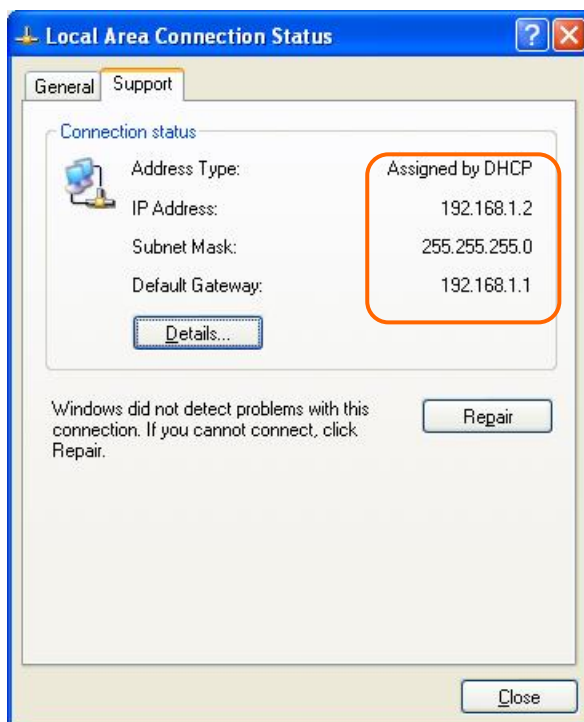 Local Area Connection Status
General
Support
Connection status
Address Type: Assigned by DHCP
IP Address: 192.168.1.2
Subnet Mask: 255.255.255.0
Default Gateway: 192.168.1.1
Details...
Windows did not detect problems with this
connection. If you cannot connect, click
Repair.
Repair
Close